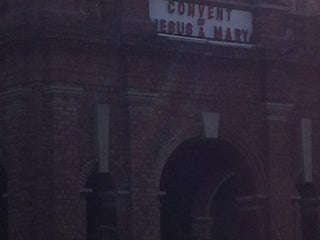 CONVENT
OF
JESUS & MARY